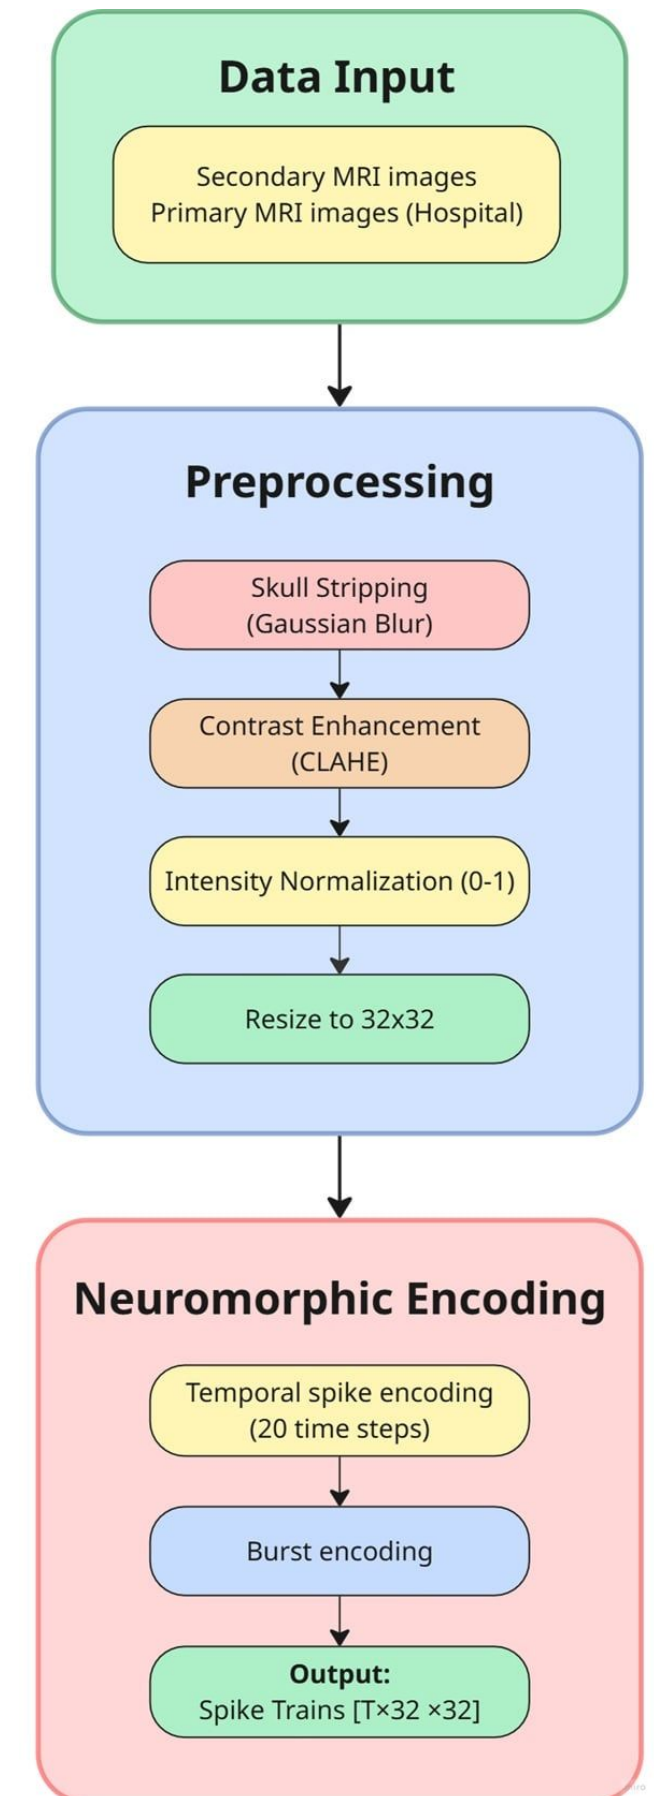 Data Input
Secondary MRI images
Primary MRI images (Hospital)
Preprocessing
Skull Stripping
(Gaussian Blur)
Contrast Enhancement
(CLAHE)
Intensity Normalization (0-1)
Resize to 32x32
Neuromorphic Encoding
Temporal spike encoding
(20 time steps)
Burst encoding
Output:
Spike Trains [T×32 ×32]